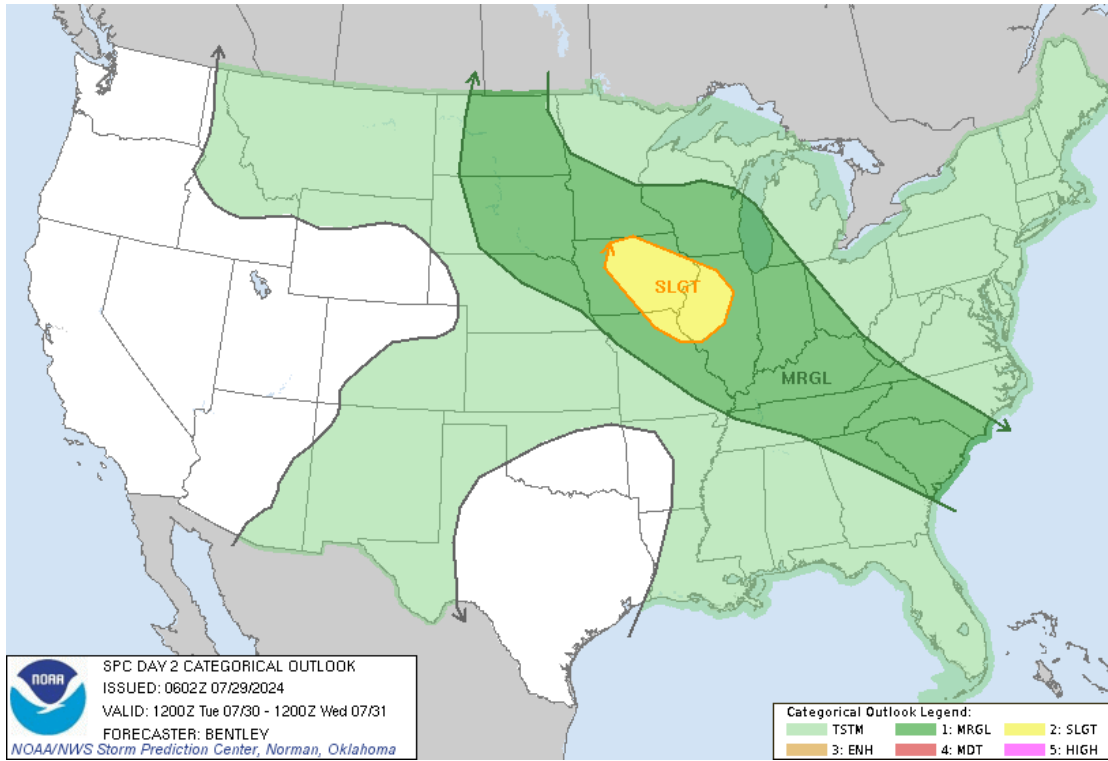 SLGT
MRGL
NOAA
SPC DAY 2 CATEGORICAL OUTLOOK
ISSUED: 0602Z 07/29/2024
VALID: 1200Z Tue 07/30 - 1200Z Wed 07/31
FORECASTER: BENTLEY
NOAA/NWS Storm Prediction Center, Norman, Oklahoma
Categorical Outlook Legend:
TSTM 1: MRGL 2: SLGT
3: ENH 4: MDT 5: HIGH